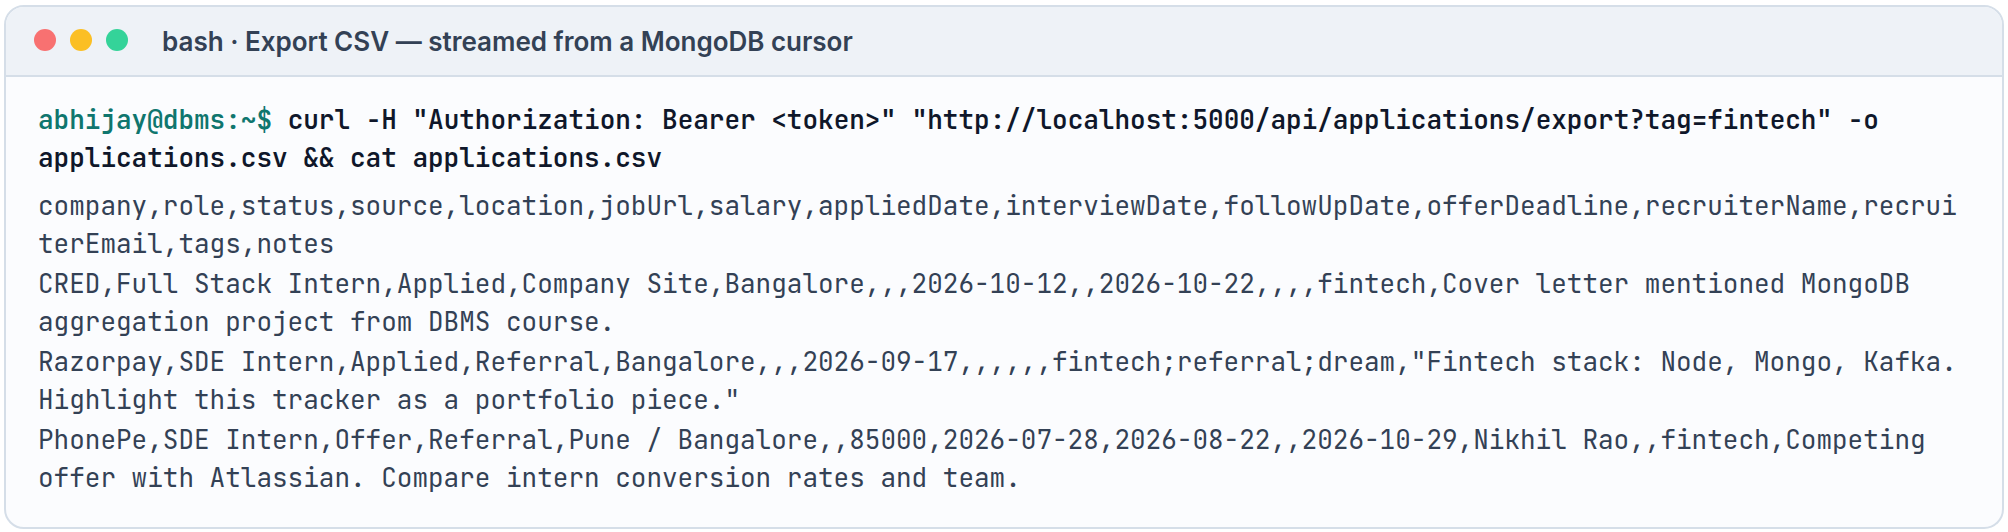 bash · Export CSV — streamed from a MongoDB cursor
abhijay@dbms:~$ curl -H "Authorization: Bearer <token>" "http://localhost:5000/api/applications/export?tag=fintech" -o
applications.csv && cat applications.csv
company,role,status,source,location,jobUrl,salary,appliedDate,interviewDate,followUpDate,offerDeadline,recruiterName,recrui
terEmail,tags,notes
CRED,Full Stack Intern,Applied,Company Site,Bangalore,,,2026-10-12,,2026-10-22,,,,fintech,Cover letter mentioned MongoDB
aggregation project from DBMS course.
Razorpay,SDE Intern,Applied,Referral,Bangalore,,,2026-09-17,,,,,,fintech;referral;dream,"Fintech stack: Node, Mongo, Kafka.
Highlight this tracker as a portfolio piece."
PhonePe,SDE Intern,Offer,Referral,Pune / Bangalore,,85000,2026-07-28,2026-08-22,,2026-10-29,Nikhil Rao,,fintech,Competing
offer with Atlassian. Compare intern conversion rates and team.